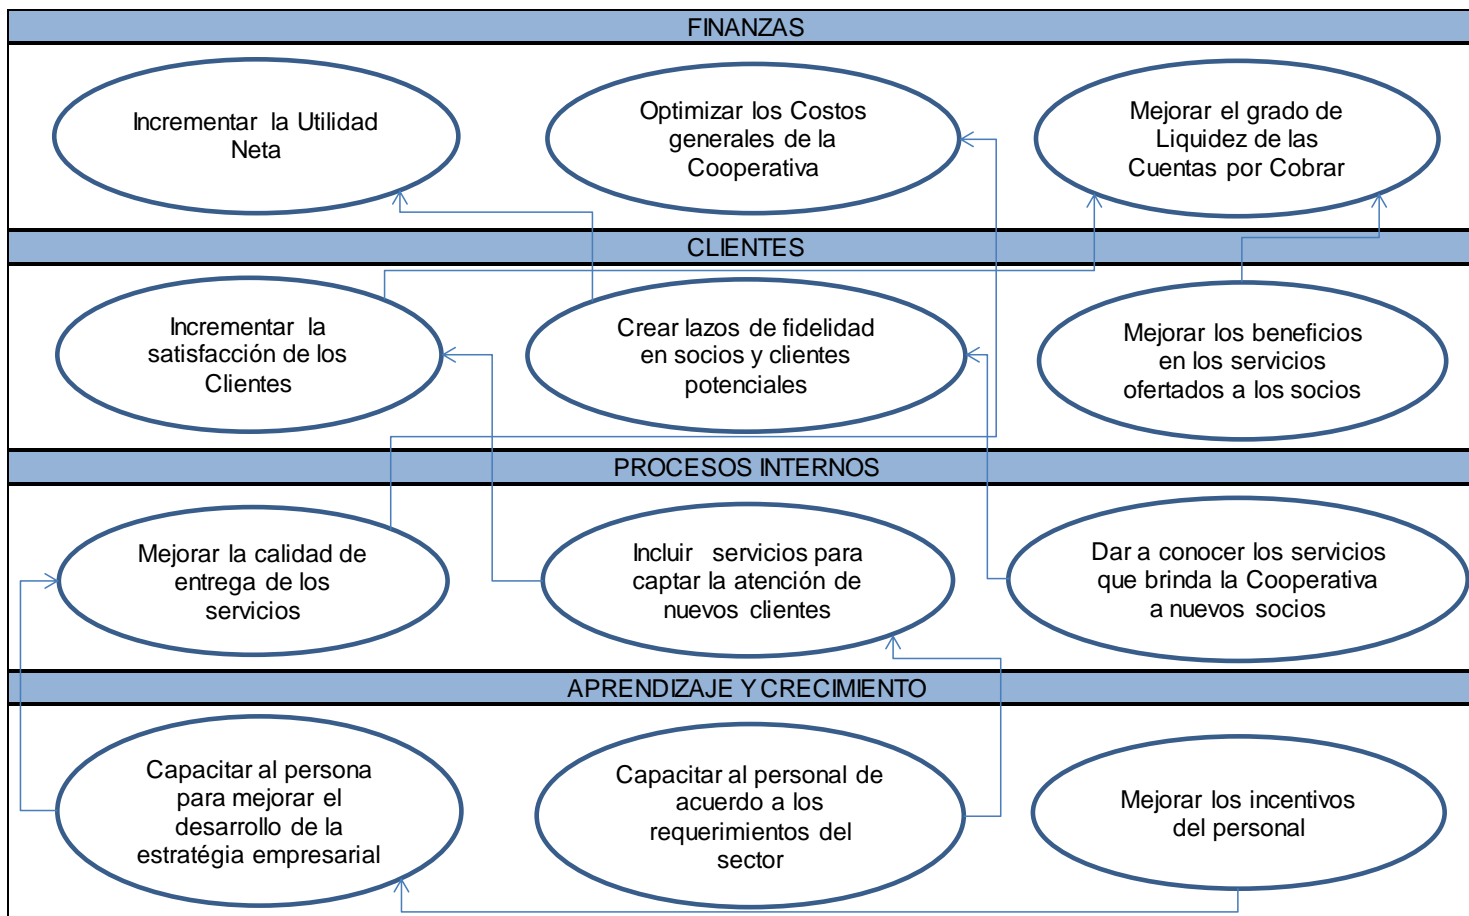 FINANZAS
Incrementar la Utilidad
Neta
Optimizar los Costos
generales de la
Cooperativa
Mejorar el grado de
Liquidez de las
Cuentas por Cobrar
CLIENTES
Incrementar la
satisfacción de los
Clientes
Crear lazos de fidelidad
en socios y clientes
potenciales
Mejorar los beneficios
en los servicios
ofertados a los socios
PROCESOS INTERNOS
Mejorar la calidad de
entrega de los
servicios
Incluir servicios para
captar la atención de
nuevos clientes
Dar a conocer los servicios
que brinda la Cooperativa
a nuevos socios
APRENDIZAJE Y CRECIMIENTO
Capacitar al persona
para mejorar el
desarrollo de la
estratégia empresarial
Capacitar al personal de
acuerdo a los
requerimientos del
sector
Mejorar los incentivos
del personal